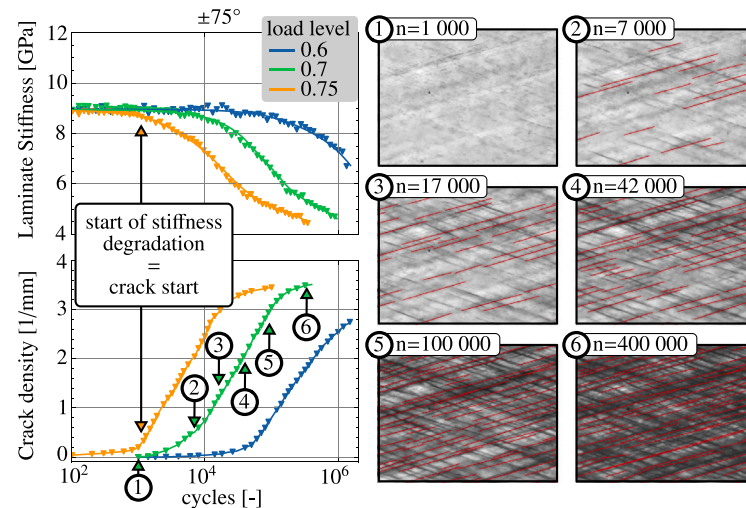 ±75°
load level
0.6
0.7
0.75
Laminate Stiffness [GPa]
12
10
8
6
4
start of stiffness
degradation
=
crack start
Crack density [1/mm]
4
3
2
1
0
1
2
3
4
5
6
10² 10⁴ 10⁶
cycles [-]
1 n=1 000
2 n=7 000
3 n=17 000
4 n=42 000
5 n=100 000
6 n=400 000